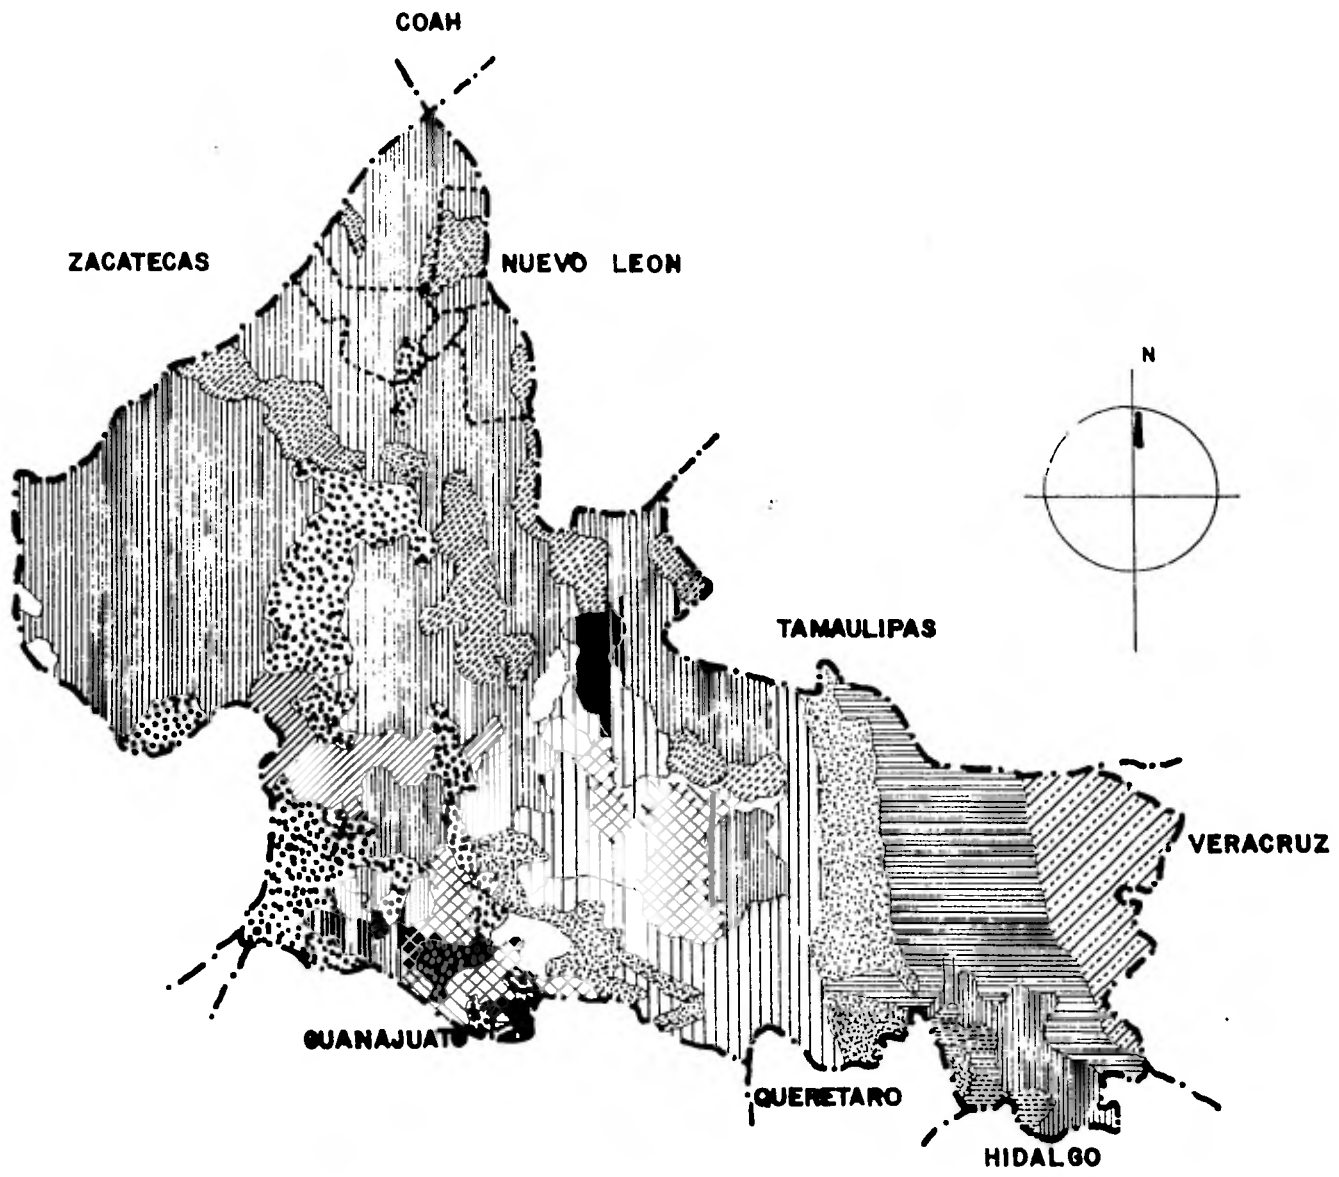 COAH
ZACATECAS
NUEVO LEON
N
TAMAULIPAS
VERACRUZ
GUANAJUATO
QUERETARO
HIDALGO